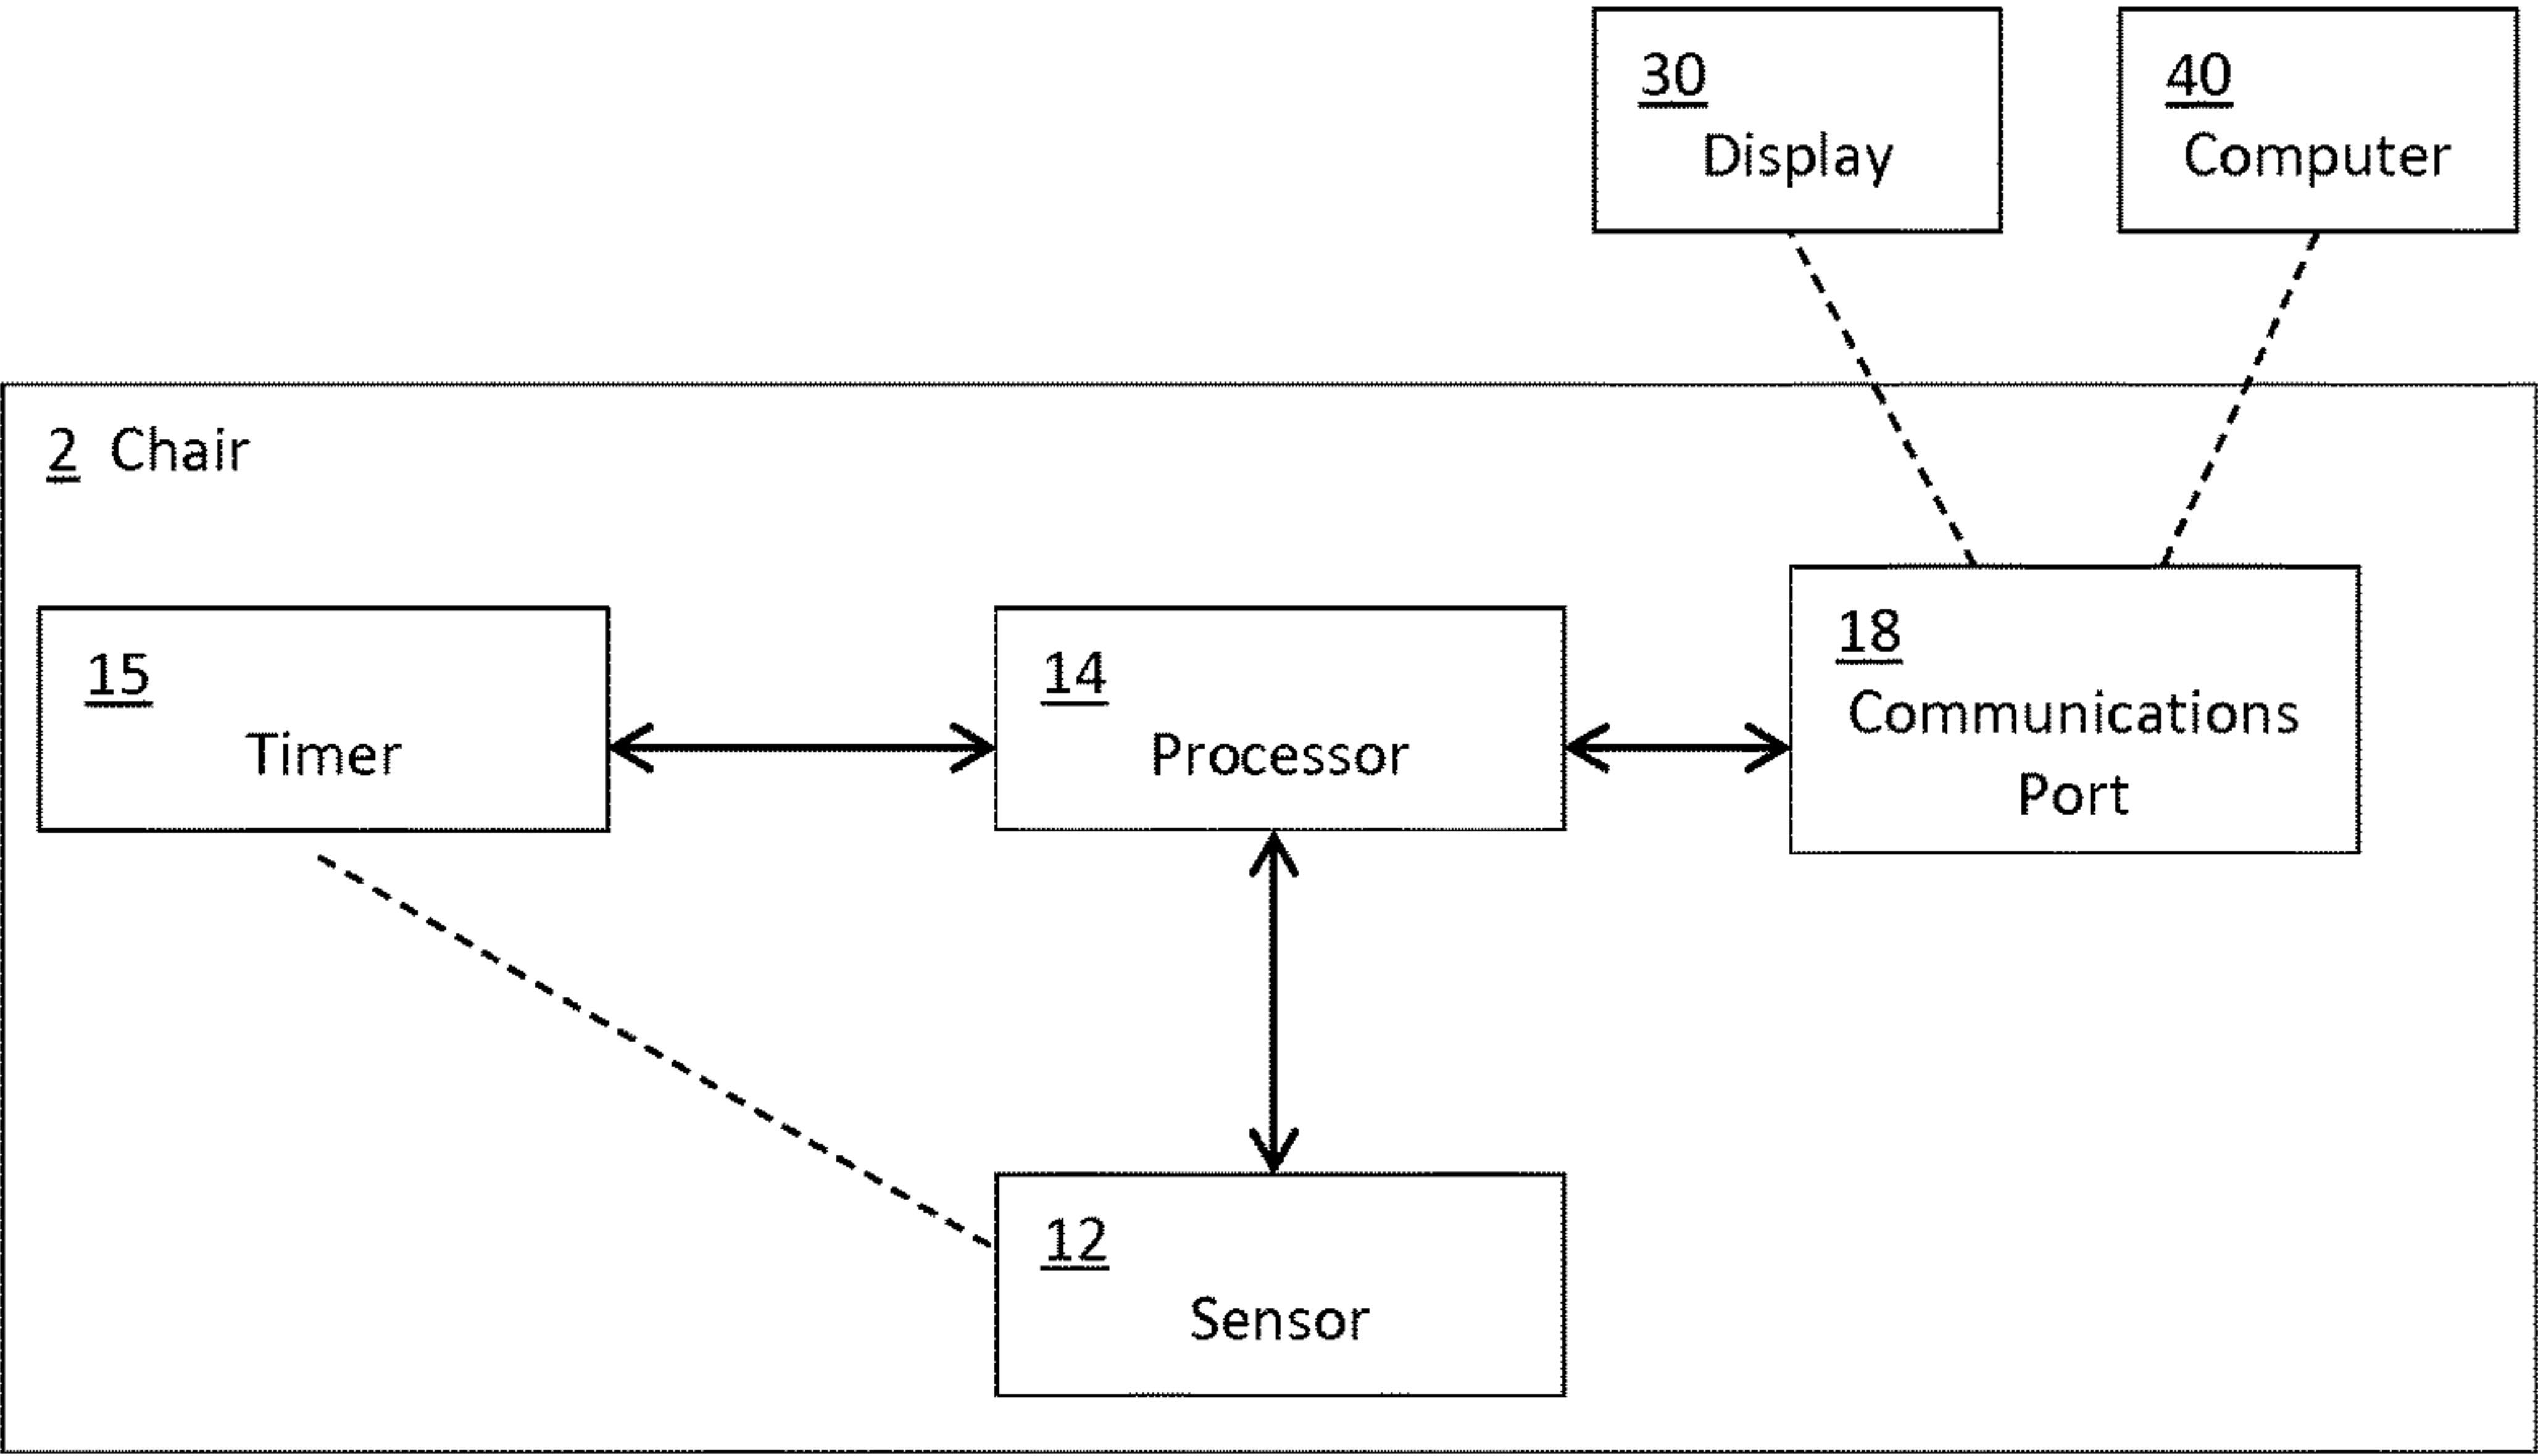 30
Display
40
Computer
2 Chair
15
Timer
14
Processor
18
Communications
Port
12
Sensor